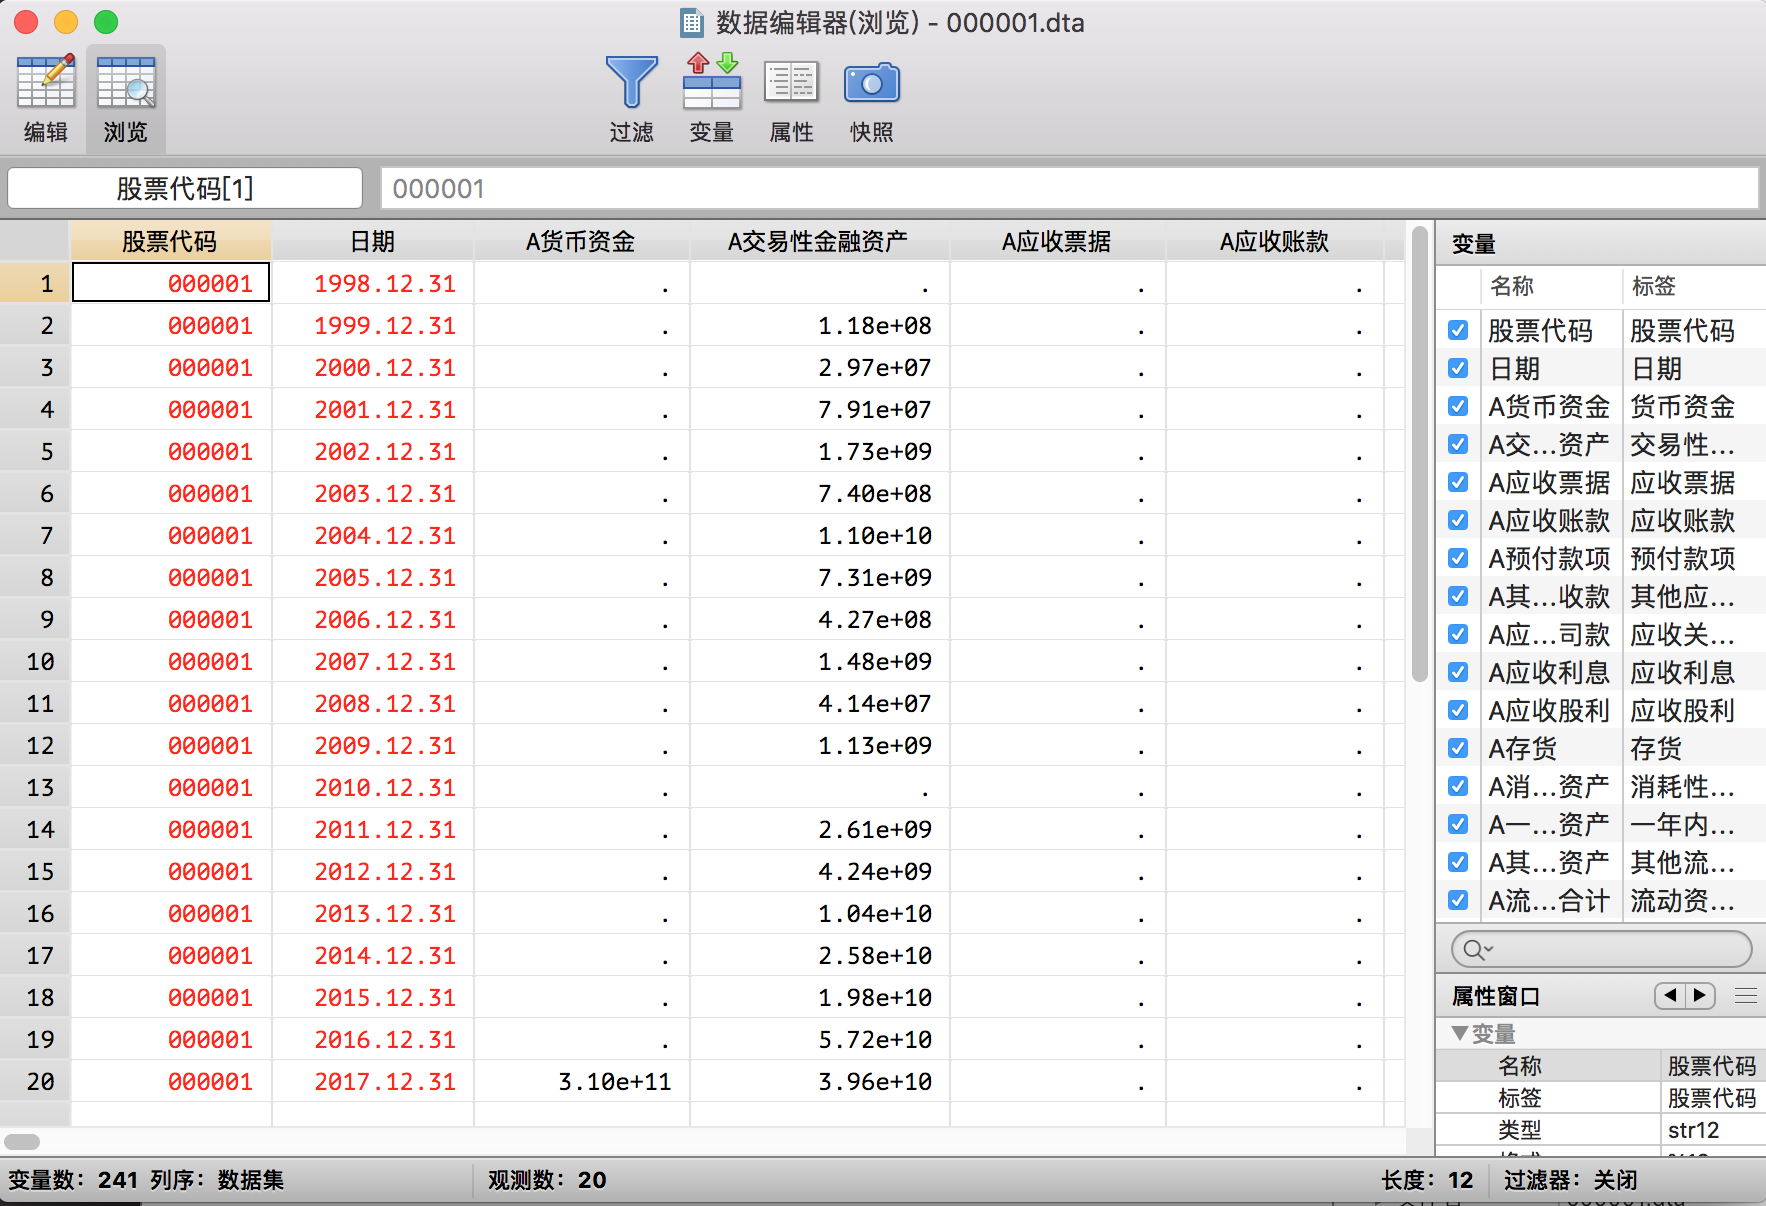 数据编辑器(浏览) - 000001.dta
编辑 浏览 过滤 变量 属性 快照
股票代码[1] 000001
股票代码 日期 A货币资金 A交易性金融资产 A应收票据 A应收账款
1 000001 1998.12.31 . . . .
2 000001 1999.12.31 . 1.18e+08 . .
3 000001 2000.12.31 . 2.97e+07 . .
4 000001 2001.12.31 . 7.91e+07 . .
5 000001 2002.12.31 . 1.73e+09 . .
6 000001 2003.12.31 . 7.40e+08 . .
7 000001 2004.12.31 . 1.10e+10 . .
8 000001 2005.12.31 . 7.31e+09 . .
9 000001 2006.12.31 . 4.27e+08 . .
10 000001 2007.12.31 . 1.48e+09 . .
11 000001 2008.12.31 . 4.14e+07 . .
12 000001 2009.12.31 . 1.13e+09 . .
13 000001 2010.12.31 . . . .
14 000001 2011.12.31 . 2.61e+09 . .
15 000001 2012.12.31 . 4.24e+09 . .
16 000001 2013.12.31 . 1.04e+10 . .
17 000001 2014.12.31 . 2.58e+10 . .
18 000001 2015.12.31 . 1.98e+10 . .
19 000001 2016.12.31 . 5.72e+10 . .
20 000001 2017.12.31 3.10e+11 3.96e+10 . .
变量
名称 标签
股票代码 股票代码
日期 日期
A货币资金 货币资金
A交...资产 交易性...
A应收票据 应收票据
A应收账款 应收账款
A预付款项 预付款项
A其...收款 其他应...
A应...司款 应收关...
A应收利息 应收利息
A应收股利 应收股利
A存货 存货
A消...资产 消耗性...
A一...资产 一年内...
A其...资产 其他流...
A流...合计 流动资...
属性窗口
变量
名称 股票代码
标签 股票代码
类型 str12
变量数：241 列序：数据集 观测数：20 长度：12 过滤器：关闭